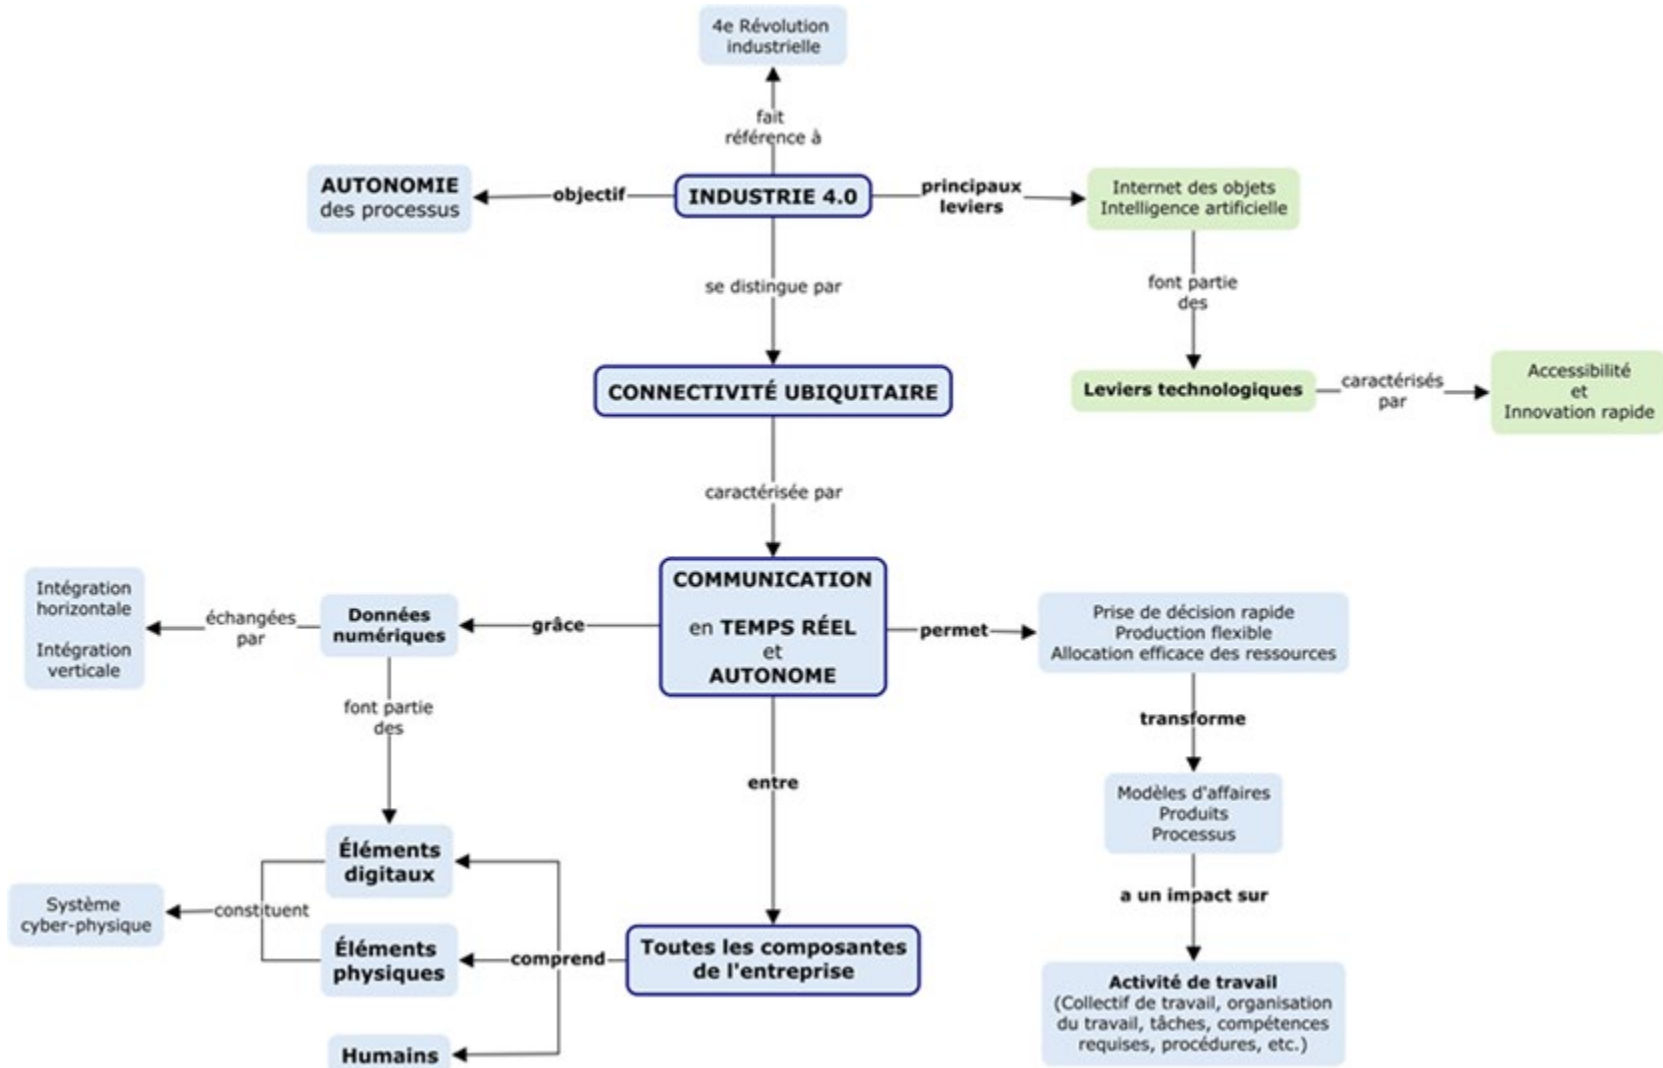 4e Révolution
industrielle
fait
référence à
AUTONOMIE
des processus
objectif
INDUSTRIE 4.0
principaux
leviers
Internet des objets
Intelligence artificielle
se distingue par
font partie
des
CONNECTIVITÉ UBIQUITAIRE
Leviers technologiques
caractérisés
par
Accessibilité
et
Innovation rapide
caractérisée par
Intégration
horizontale
Intégration
verticale
échangées
par
Données
numériques
grâce
COMMUNICATION
en TEMPS RÉEL
et
AUTONOME
permet
Prise de décision rapide
Production flexible
Allocation efficace des ressources
font partie
des
transforme
entre
Modèles d'affaires
Produits
Processus
Éléments
digitaux
Système
cyber-physique
constituent
a un impact sur
Éléments
physiques
comprend
Toutes les composantes
de l'entreprise
Activité de travail
(Collectif de travail, organisation
du travail, tâches, compétences
requises, procédures, etc.)
Humains